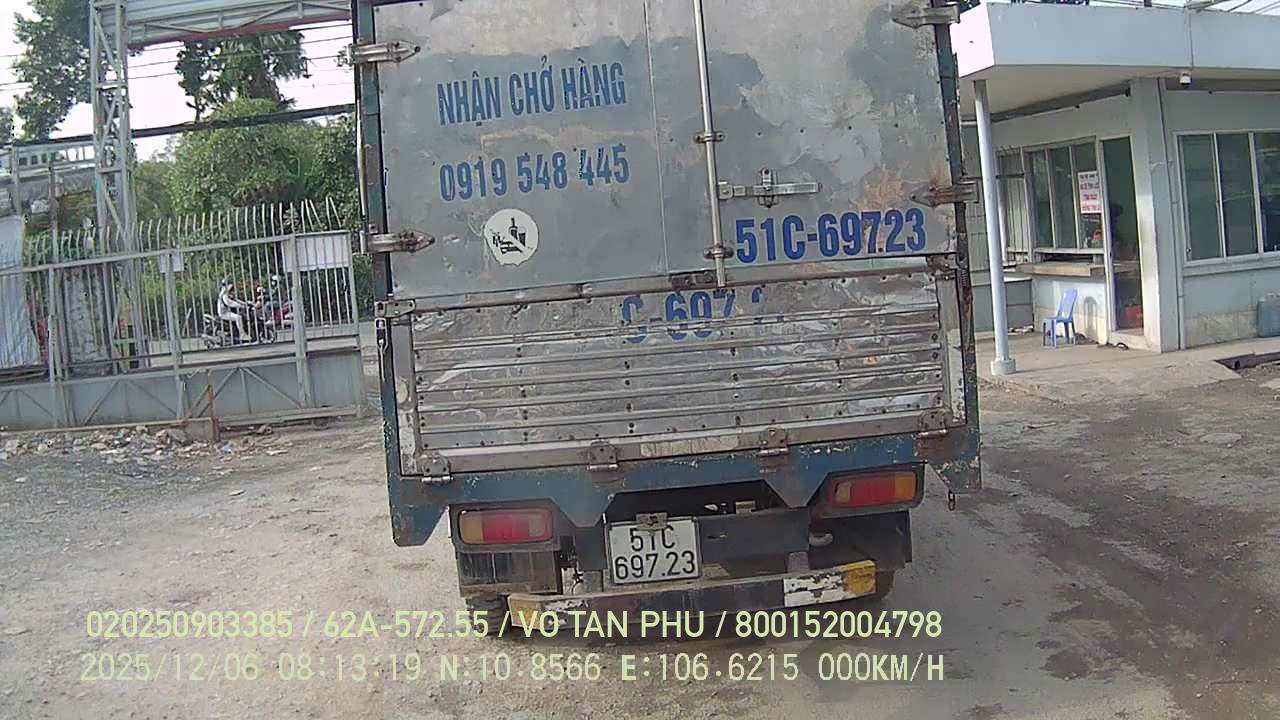 NHẬN CHỞ HÀNG
0919 548 445
51C-69723
C-697
51C
697.23
020250903385 / 62A-572.55 / VO TAN PHU / 800152004798
2025/12/06 08:13:19 N:10.8566 E:106.6215 000KM/H